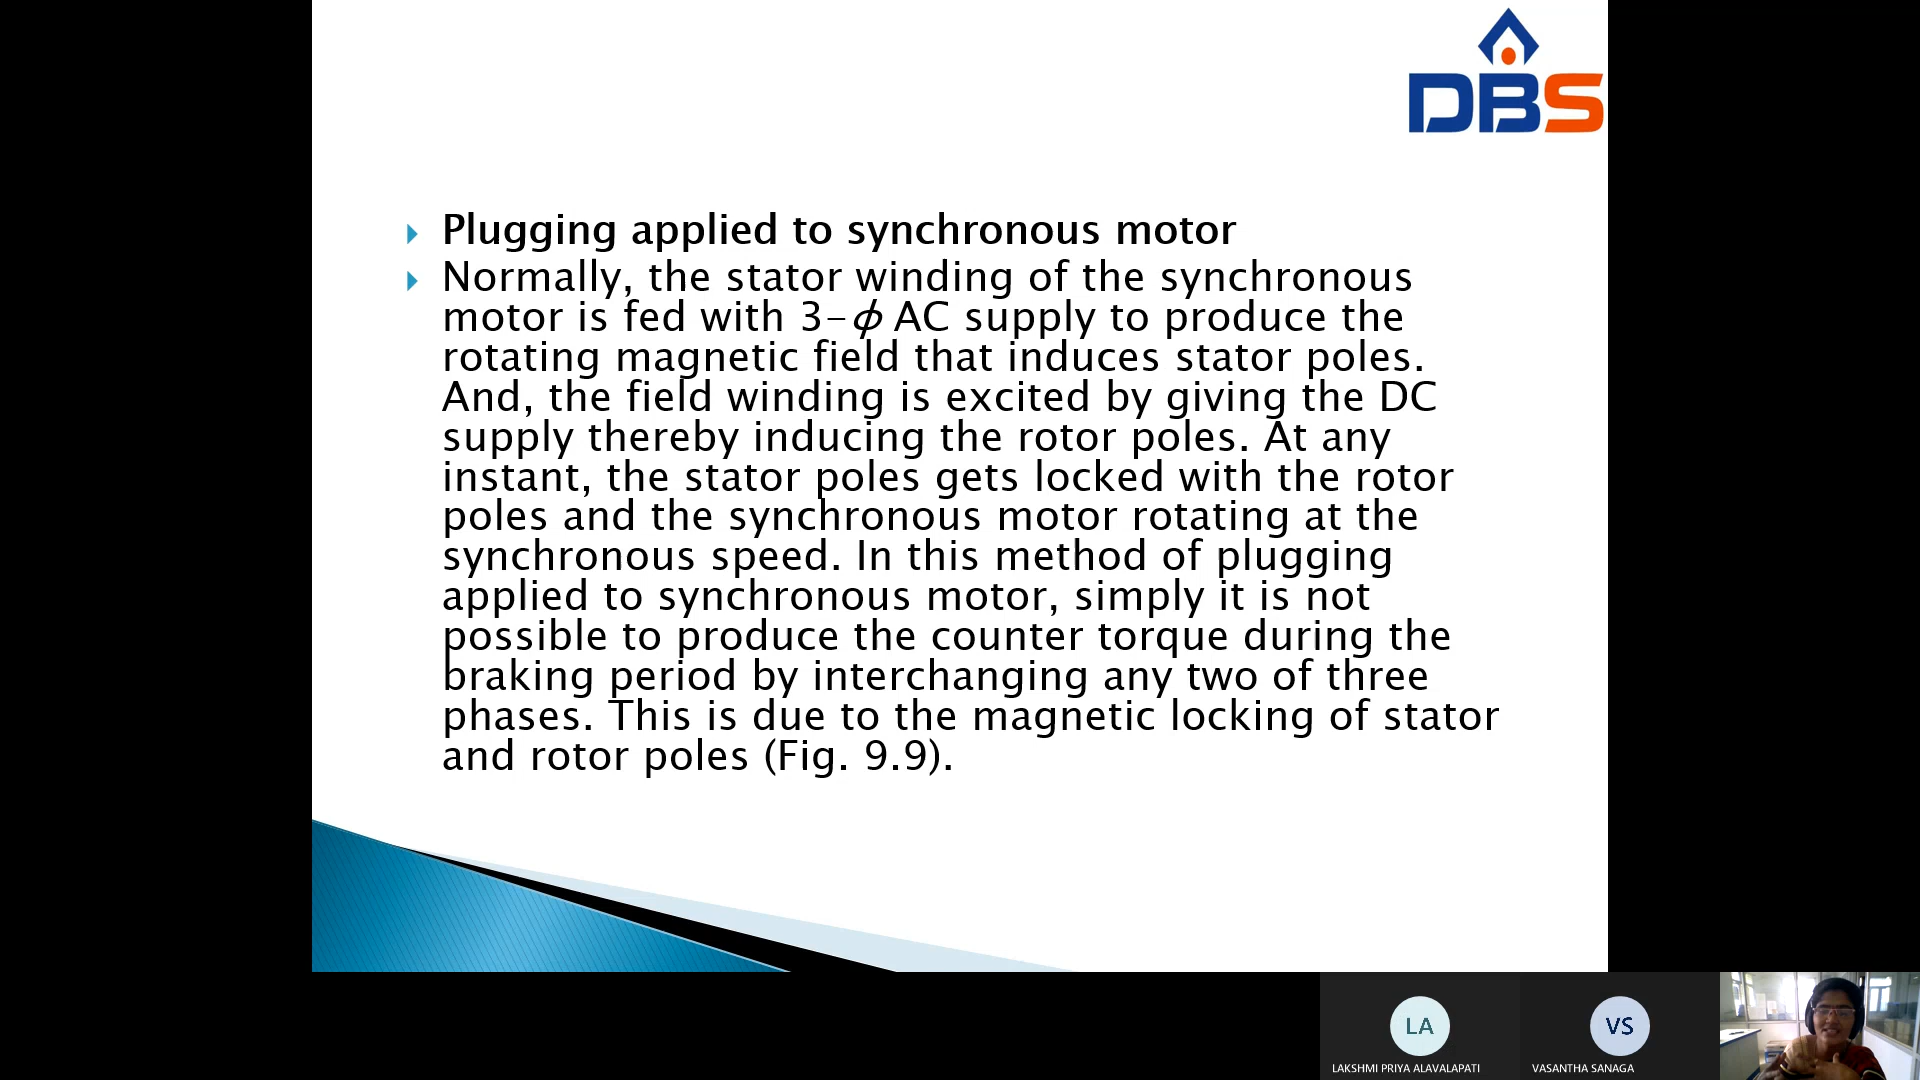 DBS
Plugging applied to synchronous motor
Normally, the stator winding of the synchronous
motor is fed with 3-ϕ AC supply to produce the
rotating magnetic field that induces stator poles.
And, the field winding is excited by giving the DC
supply thereby inducing the rotor poles. At any
instant, the stator poles gets locked with the rotor
poles and the synchronous motor rotating at the
synchronous speed. In this method of plugging
applied to synchronous motor, simply it is not
possible to produce the counter torque during the
braking period by interchanging any two of three
phases. This is due to the magnetic locking of stator
and rotor poles (Fig. 9.9).
LA
VS
LAKSHMI PRIYA ALAVALAPATI
VASANTHA SANAGA